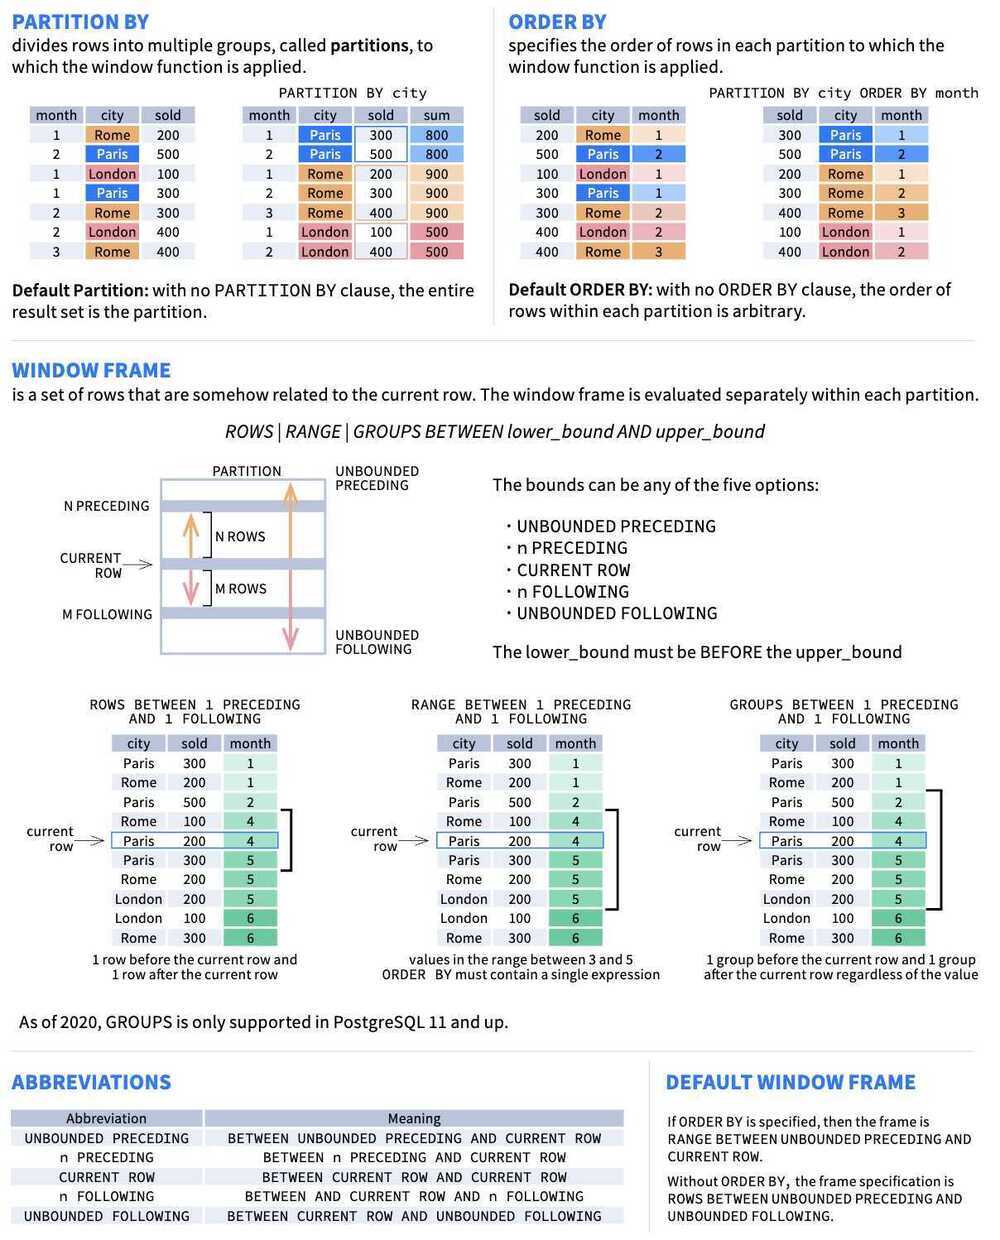 PARTITION BY
divides rows into multiple groups, called partitions, to
which the window function is applied.
PARTITION BY city
month city sold
1 Rome 200
2 Paris 500
1 London 100
1 Paris 300
2 Rome 300
2 London 400
3 Rome 400
month city sold sum
1 Paris 300 800
2 Paris 500 800
1 Rome 200 900
2 Rome 300 900
3 Rome 400 900
1 London 100 500
2 London 400 500
Default Partition: with no PARTITION BY clause, the entire
result set is the partition.
ORDER BY
specifies the order of rows in each partition to which the
window function is applied.
PARTITION BY city ORDER BY month
sold city month
200 Rome 1
500 Paris 2
100 London 1
300 Paris 1
300 Rome 2
400 London 2
400 Rome 3
sold city month
300 Paris 1
500 Paris 2
200 Rome 1
300 Rome 2
400 Rome 3
100 London 1
400 London 2
Default ORDER BY: with no ORDER BY clause, the order of
rows within each partition is arbitrary.
WINDOW FRAME
is a set of rows that are somehow related to the current row. The window frame is evaluated separately within each partition.
ROWS | RANGE | GROUPS BETWEEN lower_bound AND upper_bound
PARTITION
UNBOUNDED
PRECEDING
N PRECEDING
N ROWS
CURRENT
ROW
M ROWS
M FOLLOWING
UNBOUNDED
FOLLOWING
The bounds can be any of the five options:
· UNBOUNDED PRECEDING
· n PRECEDING
· CURRENT ROW
· n FOLLOWING
· UNBOUNDED FOLLOWING
The lower_bound must be BEFORE the upper_bound
ROWS BETWEEN 1 PRECEDING
AND 1 FOLLOWING
city sold month
Paris 300 1
Rome 200 1
Paris 500 2
Rome 100 4
current
row
Paris 200 4
Paris 300 5
Rome 200 5
London 200 5
London 100 6
Rome 300 6
1 row before the current row and
1 row after the current row
RANGE BETWEEN 1 PRECEDING
AND 1 FOLLOWING
city sold month
Paris 300 1
Rome 200 1
Paris 500 2
Rome 100 4
current
row
Paris 200 4
Paris 300 5
Rome 200 5
London 200 5
London 100 6
Rome 300 6
values in the range between 3 and 5
ORDER BY must contain a single expression
GROUPS BETWEEN 1 PRECEDING
AND 1 FOLLOWING
city sold month
Paris 300 1
Rome 200 1
Paris 500 2
Rome 100 4
current
row
Paris 200 4
Paris 300 5
Rome 200 5
London 200 5
London 100 6
Rome 300 6
1 group before the current row and 1 group
after the current row regardless of the value
As of 2020, GROUPS is only supported in PostgreSQL 11 and up.
ABBREVIATIONS
Abbreviation Meaning
UNBOUNDED PRECEDING BETWEEN UNBOUNDED PRECEDING AND CURRENT ROW
n PRECEDING BETWEEN n PRECEDING AND CURRENT ROW
CURRENT ROW BETWEEN CURRENT ROW AND CURRENT ROW
n FOLLOWING BETWEEN AND CURRENT ROW AND n FOLLOWING
UNBOUNDED FOLLOWING BETWEEN CURRENT ROW AND UNBOUNDED FOLLOWING
DEFAULT WINDOW FRAME
If ORDER BY is specified, then the frame is
RANGE BETWEEN UNBOUNDED PRECEDING AND
CURRENT ROW.
Without ORDER BY, the frame specification is
ROWS BETWEEN UNBOUNDED PRECEDING AND
UNBOUNDED FOLLOWING.